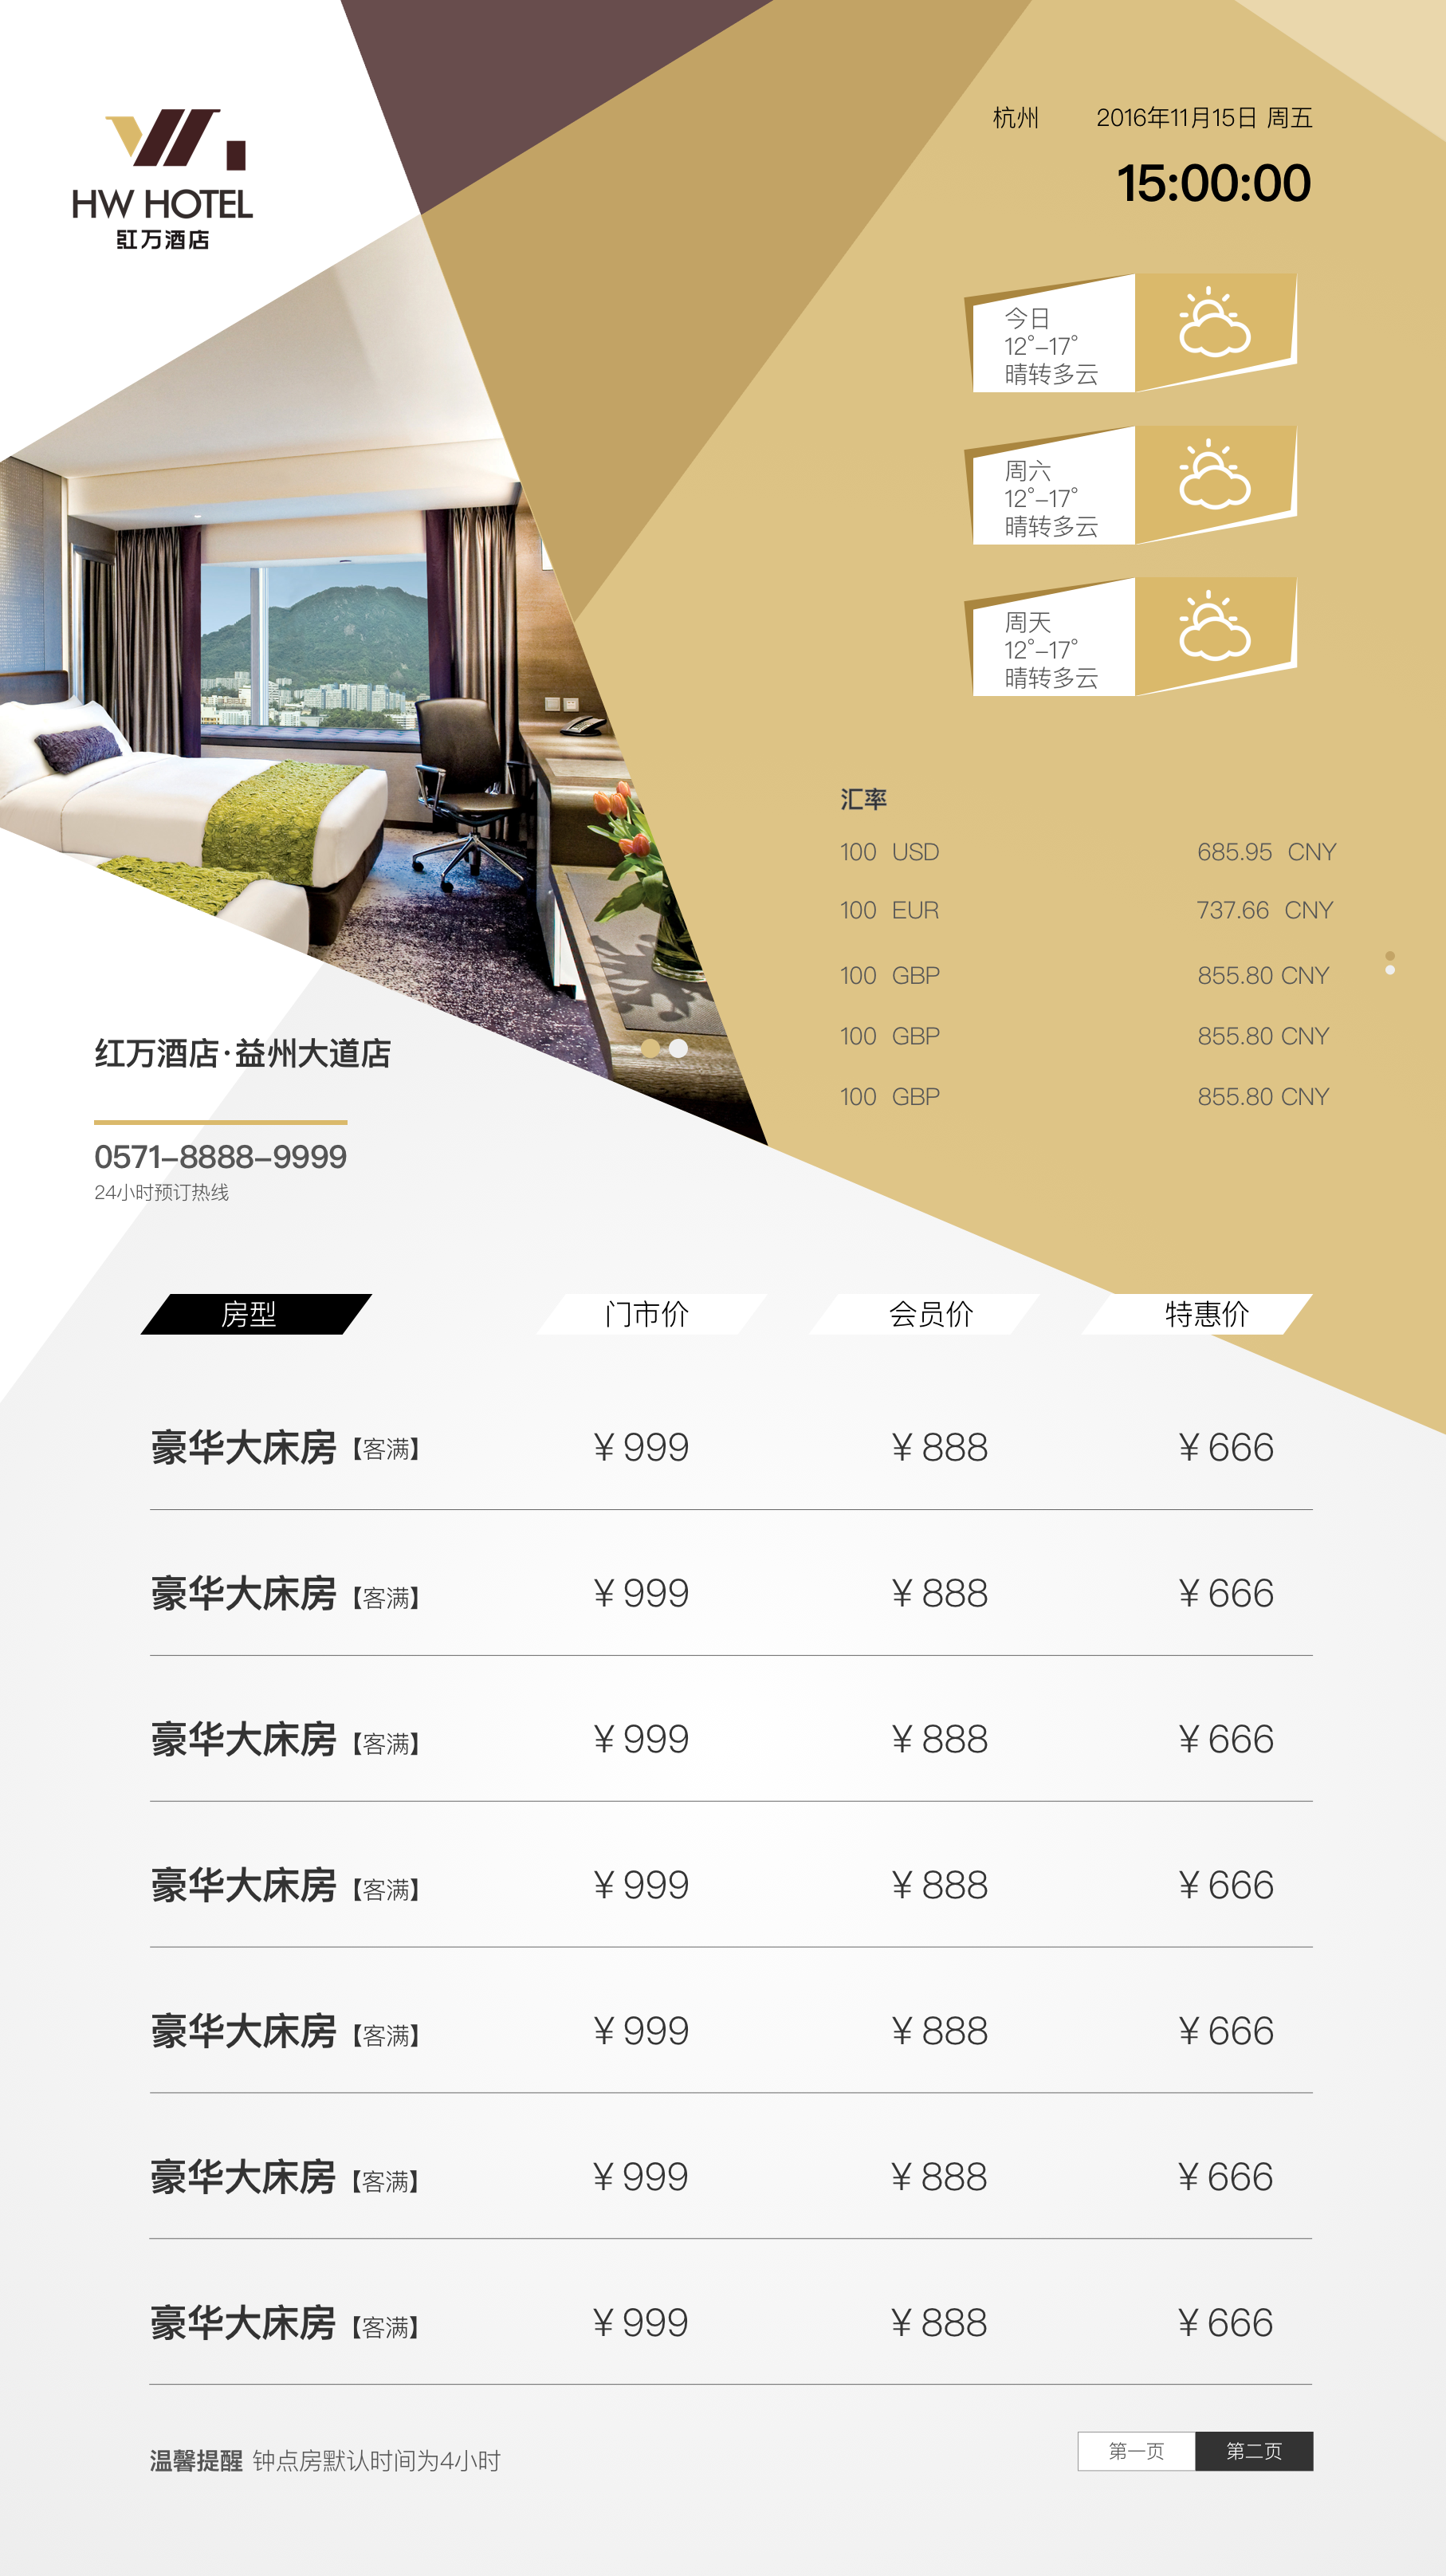 HW HOTEL
红万酒店
杭州 2016年11月15日 周五
15:00:00
今日
12°–17°
晴转多云
周六
12°–17°
晴转多云
周天
12°–17°
晴转多云
汇率
100 USD 685.95 CNY
100 EUR 737.66 CNY
100 GBP 855.80 CNY
100 GBP 855.80 CNY
100 GBP 855.80 CNY
红万酒店·益州大道店
0571–8888–9999
24小时预订热线
房型 门市价 会员价 特惠价
豪华大床房【客满】 ¥ 999 ¥ 888 ¥ 666
豪华大床房【客满】 ¥ 999 ¥ 888 ¥ 666
豪华大床房【客满】 ¥ 999 ¥ 888 ¥ 666
豪华大床房【客满】 ¥ 999 ¥ 888 ¥ 666
豪华大床房【客满】 ¥ 999 ¥ 888 ¥ 666
豪华大床房【客满】 ¥ 999 ¥ 888 ¥ 666
豪华大床房【客满】 ¥ 999 ¥ 888 ¥ 666
温馨提醒 钟点房默认时间为4小时
第一页 第二页